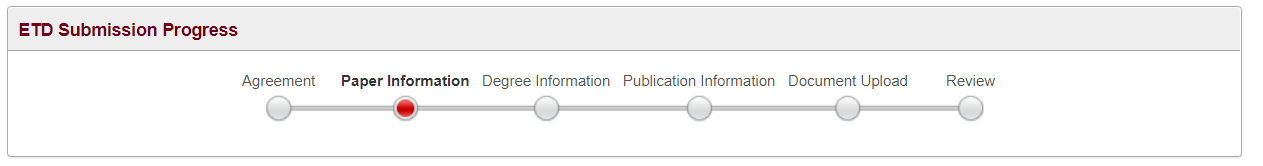 ETD Submission Progress
Agreement Paper Information Degree Information Publication Information Document Upload Review